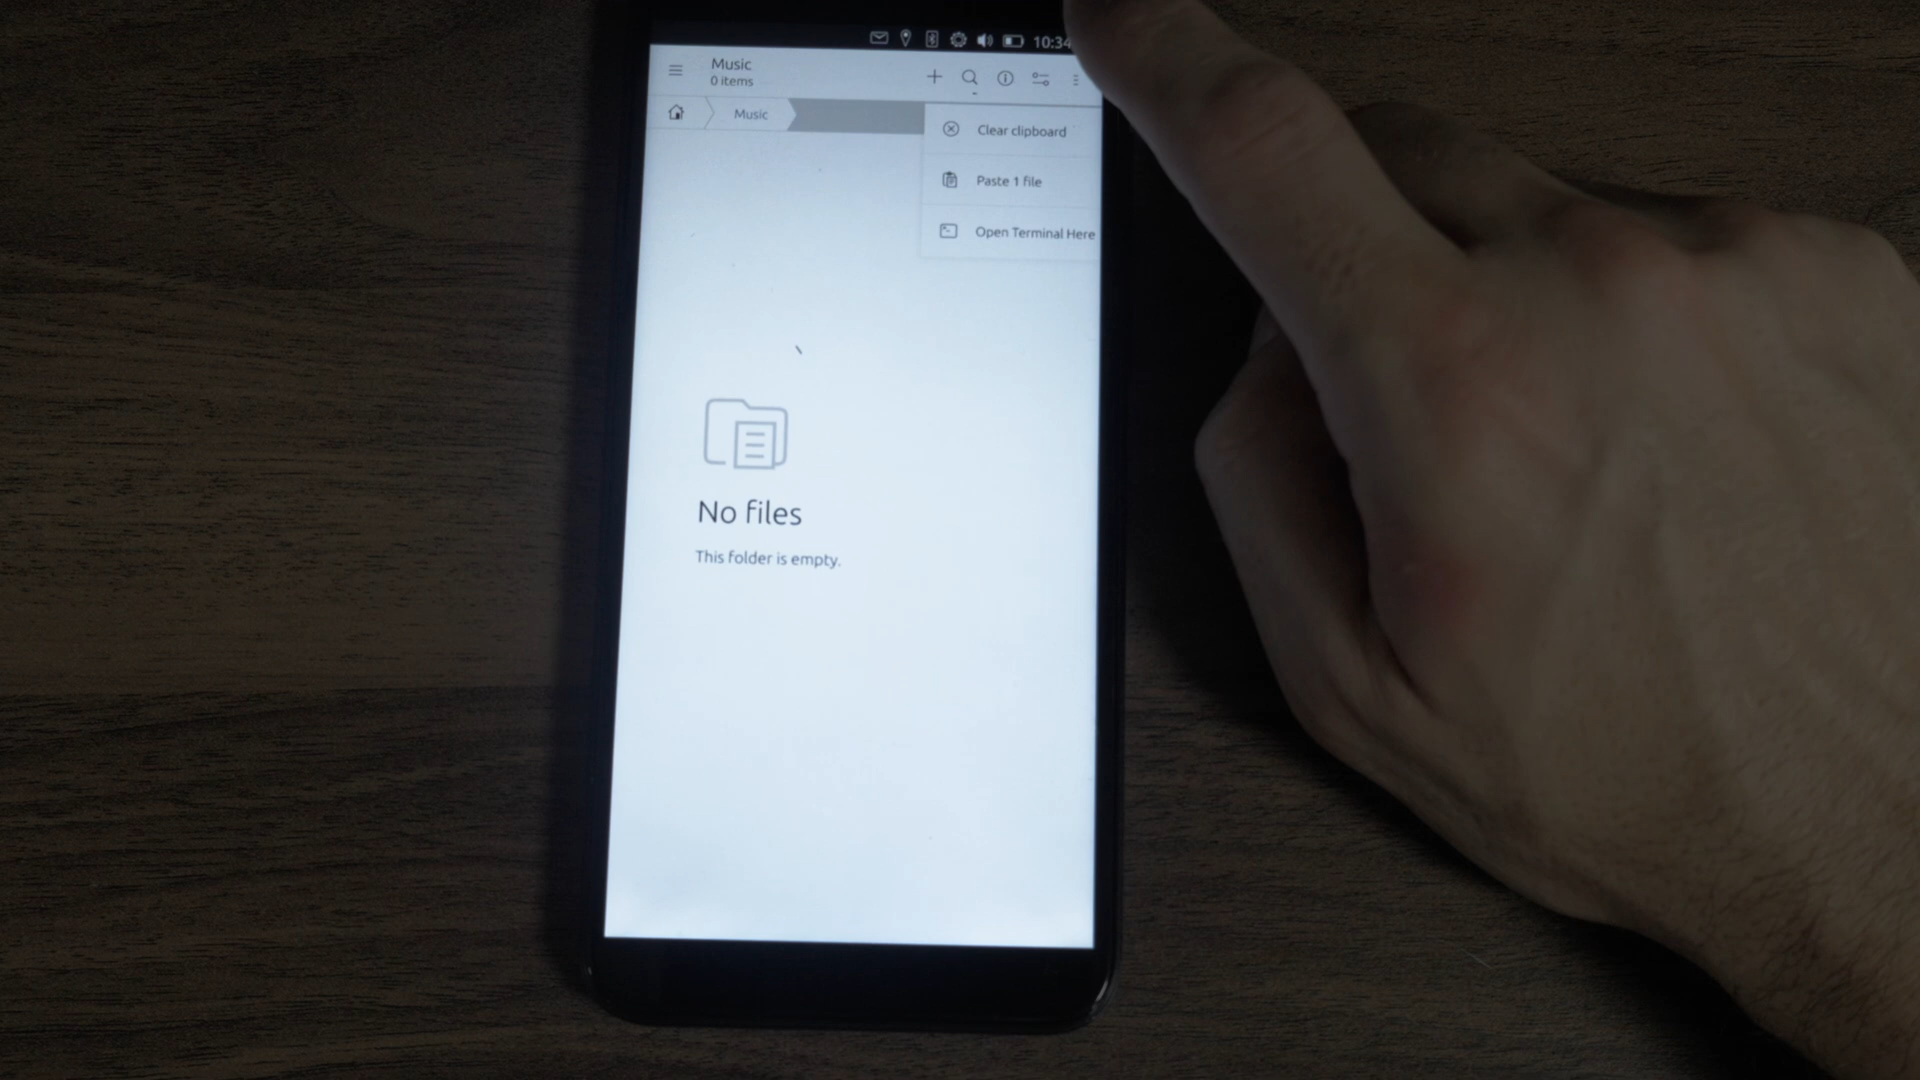 10:34
Music
0 items
Music
Clear clipboard
Paste 1 file
Open Terminal Here
No files
This folder is empty.